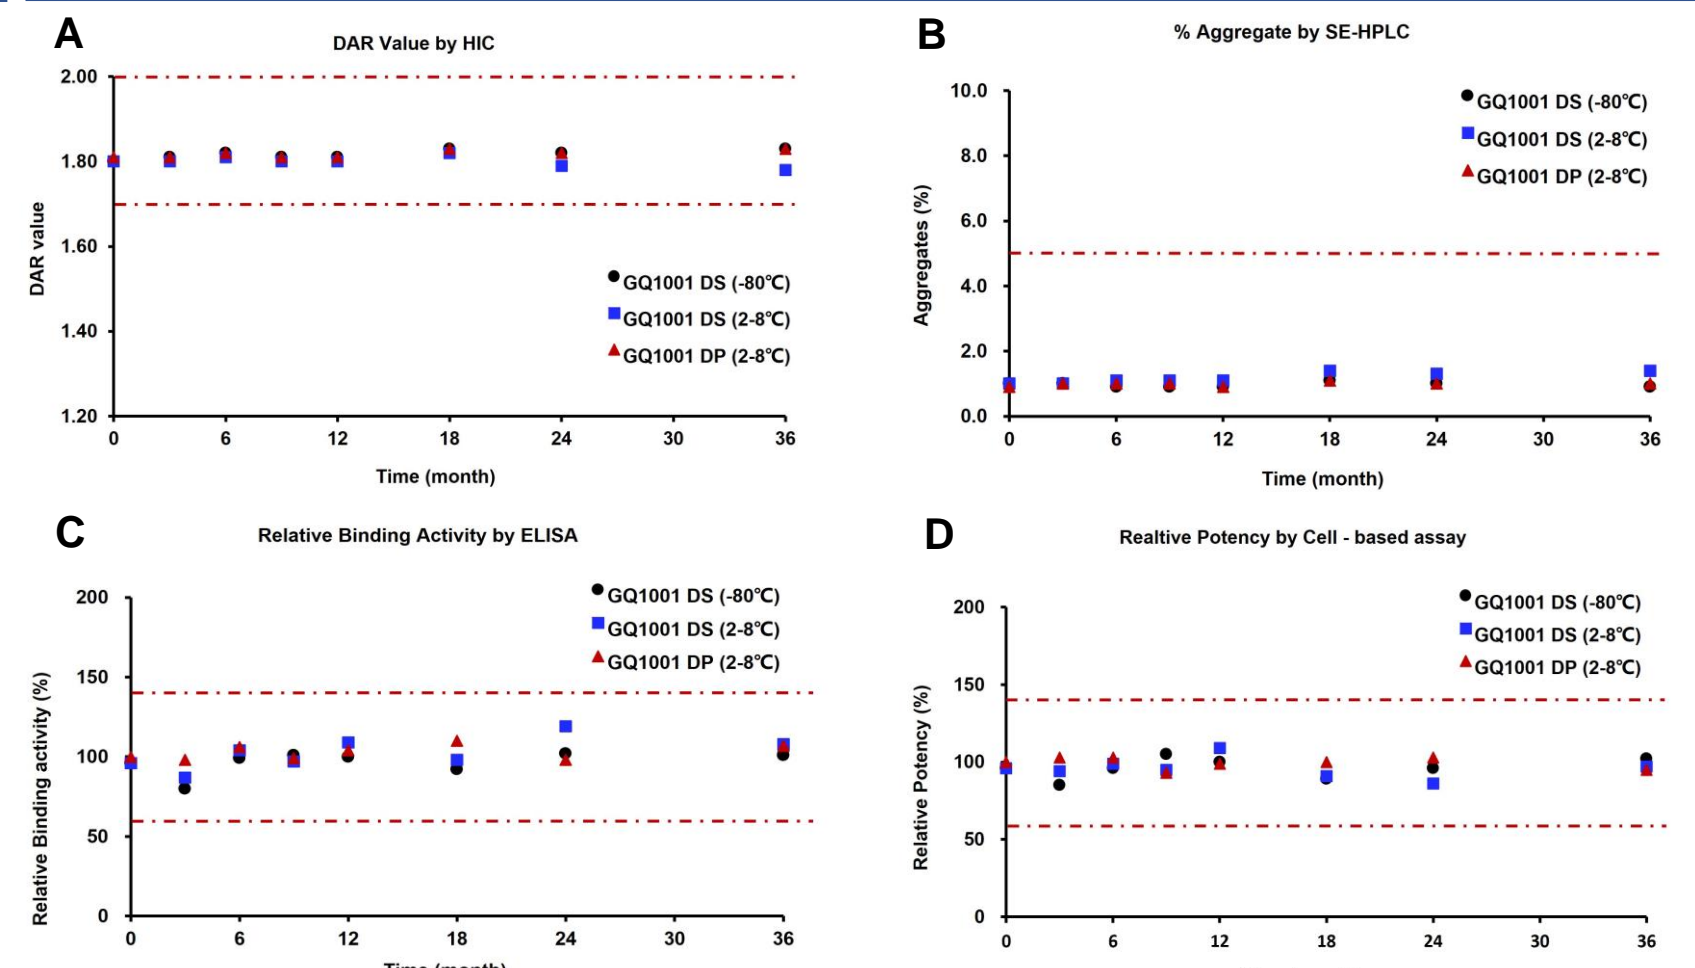 A
DAR Value by HIC
2.00
1.80
1.60
1.40
1.20
DAR value
GQ1001 DS (-80℃)
GQ1001 DS (2-8℃)
GQ1001 DP (2-8℃)
0 6 12 18 24 30 36
Time (month)
B
% Aggregate by SE-HPLC
10.0
8.0
6.0
4.0
2.0
0.0
Aggregates (%)
GQ1001 DS (-80℃)
GQ1001 DS (2-8℃)
GQ1001 DP (2-8℃)
0 6 12 18 24 30 36
Time (month)
C
Relative Binding Activity by ELISA
200
150
100
50
0
Relative Binding activity (%)
GQ1001 DS (-80℃)
GQ1001 DS (2-8℃)
GQ1001 DP (2-8℃)
0 6 12 18 24 30 36
Time (month)
D
Realtive Potency by Cell - based assay
200
150
100
50
0
Relative Potency (%)
GQ1001 DS (-80℃)
GQ1001 DS (2-8℃)
GQ1001 DP (2-8℃)
0 6 12 18 24 30 36